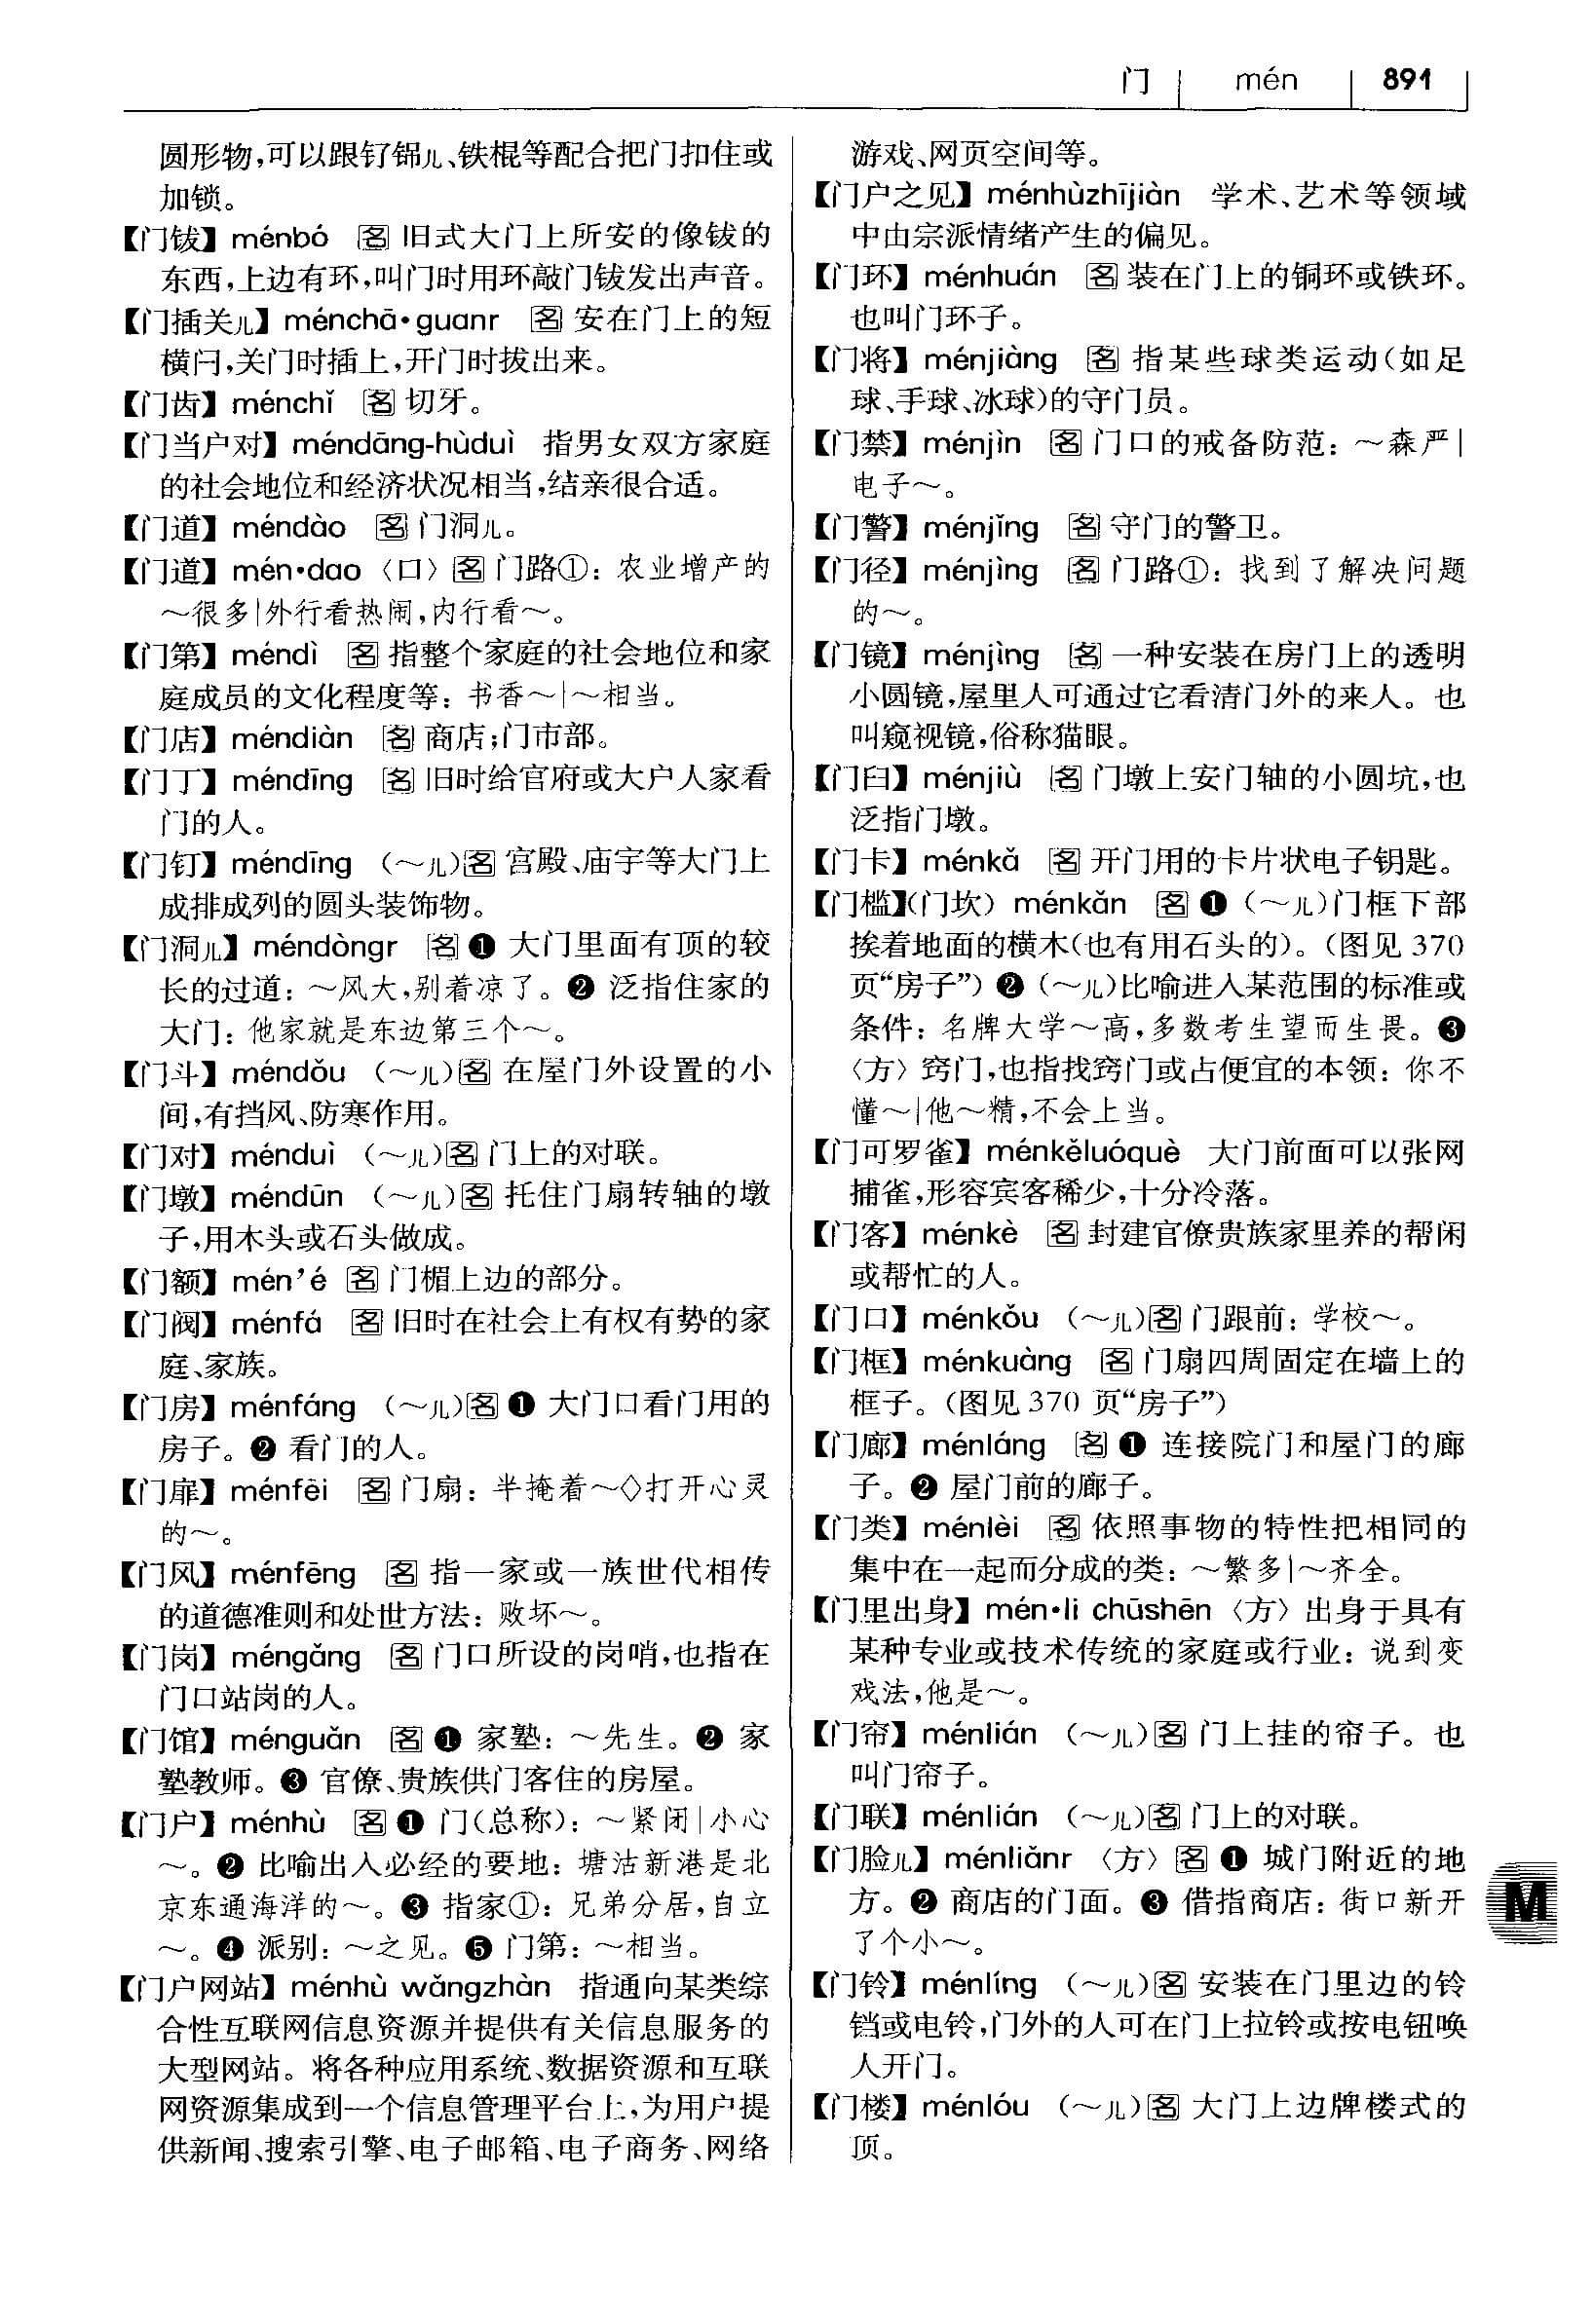 门 mén 891
圆形物,可以跟钌铞儿、铁棍等配合把门扣住或
加锁。
【门钹】ménbó 名 旧式大门上所安的像钹的
东西,上边有环,叫门时用环敲门钹发出声音。
【门插关儿】ménchā•guanr 名 安在门上的短
横闩,关门时插上,开门时拔出来。
【门齿】ménchǐ 名 切牙。
【门当户对】méndāng-hùduì 指男女双方家庭
的社会地位和经济状况相当,结亲很合适。
【门道】méndào 名 门洞儿。
【门道】mén•dao〈口〉名 门路①:农业增产的
～很多|外行看热闹,内行看～。
【门第】méndì 名 指整个家庭的社会地位和家
庭成员的文化程度等:书香～|～相当。
【门店】méndiàn 名 商店;门市部。
【门丁】méndīng 名 旧时给官府或大户人家看
门的人。
【门钉】méndīng (～儿)名 宫殿、庙宇等大门上
成排成列的圆头装饰物。
【门洞儿】méndòngr 名 ❶ 大门里面有顶的较
长的过道:～风大,别着凉了。❷ 泛指住家的
大门:他家就是东边第三个～。
【门斗】méndǒu (～儿)名 在屋门外设置的小
间,有挡风、防寒作用。
【门对】ménduì (～儿)名 门上的对联。
【门墩】méndūn (～儿)名 托住门扇转轴的墩
子,用木头或石头做成。
【门额】mén’é 名 门楣上边的部分。
【门阀】ménfá 名 旧时在社会上有权有势的家
庭、家族。
【门房】ménfáng (～儿)名 ❶ 大门口看门用的
房子。❷ 看门的人。
【门扉】ménfēi 名 门扇:半掩着～◇打开心灵
的～。
【门风】ménfēng 名 指一家或一族世代相传
的道德准则和处世方法:败坏～。
【门岗】méngǎng 名 门口所设的岗哨,也指在
门口站岗的人。
【门馆】ménguǎn 名 ❶ 家塾:～先生。❷ 家
塾教师。❸ 官僚、贵族供门客住的房屋。
【门户】ménhù 名 ❶ 门(总称):～紧闭|小心
～。❷ 比喻出入必经的要地:塘沽新港是北
京东通海洋的～。❸ 指家①:兄弟分居,自立
～。❹ 派别:～之见。❺ 门第:～相当。
【门户网站】ménhù wǎngzhàn 指通向某类综
合性互联网信息资源并提供有关信息服务的
大型网站。将各种应用系统、数据资源和互联
网资源集成到一个信息管理平台上,为用户提
供新闻、搜索引擎、电子邮箱、电子商务、网络
游戏、网页空间等。
【门户之见】ménhùzhījiàn 学术、艺术等领域
中由宗派情绪产生的偏见。
【门环】ménhuán 名 装在门上的铜环或铁环。
也叫门环子。
【门将】ménjiàng 名 指某些球类运动(如足
球、手球、冰球)的守门员。
【门禁】ménjìn 名 门口的戒备防范:～森严|
电子～。
【门警】ménjǐng 名 守门的警卫。
【门径】ménjìng 名 门路①:找到了解决问题
的～。
【门镜】ménjìng 名 一种安装在房门上的透明
小圆镜,屋里人可通过它看清门外的来人。也
叫窥视镜,俗称猫眼。
【门臼】ménjiù 名 门墩上安门轴的小圆坑,也
泛指门墩。
【门卡】ménkǎ 名 开门用的卡片状电子钥匙。
【门槛】(门坎) ménkǎn 名 ❶ (～儿)门框下部
挨着地面的横木(也有用石头的)。(图见 370
页“房子”) ❷ (～儿)比喻进入某范围的标准或
条件:名牌大学～高,多数考生望而生畏。❸
〈方〉窍门,也指找窍门或占便宜的本领:你不
懂～|他～精,不会上当。
【门可罗雀】ménkěluóquè 大门前面可以张网
捕雀,形容宾客稀少,十分冷落。
【门客】ménkè 名 封建官僚贵族家里养的帮闲
或帮忙的人。
【门口】ménkǒu (～儿)名 门跟前:学校～。
【门框】ménkuàng 名 门扇四周固定在墙上的
框子。(图见 370 页“房子”)
【门廊】ménláng 名 ❶ 连接院门和屋门的廊
子。❷ 屋门前的廊子。
【门类】ménlèi 名 依照事物的特性把相同的
集中在一起而分成的类:～繁多|～齐全。
【门里出身】mén•li chūshēn〈方〉出身于具有
某种专业或技术传统的家庭或行业:说到变
戏法,他是～。
【门帘】ménlián (～儿)名 门上挂的帘子。也
叫门帘子。
【门联】ménlián (～儿)名 门上的对联。
【门脸儿】ménliǎnr〈方〉名 ❶ 城门附近的地
方。❷ 商店的门面。❸ 借指商店:街口新开
了个小～。
【门铃】ménlíng (～儿)名 安装在门里边的铃
铛或电铃,门外的人可在门上拉铃或按电钮唤
人开门。
【门楼】ménlóu (～儿)名 大门上边牌楼式的
顶。
M